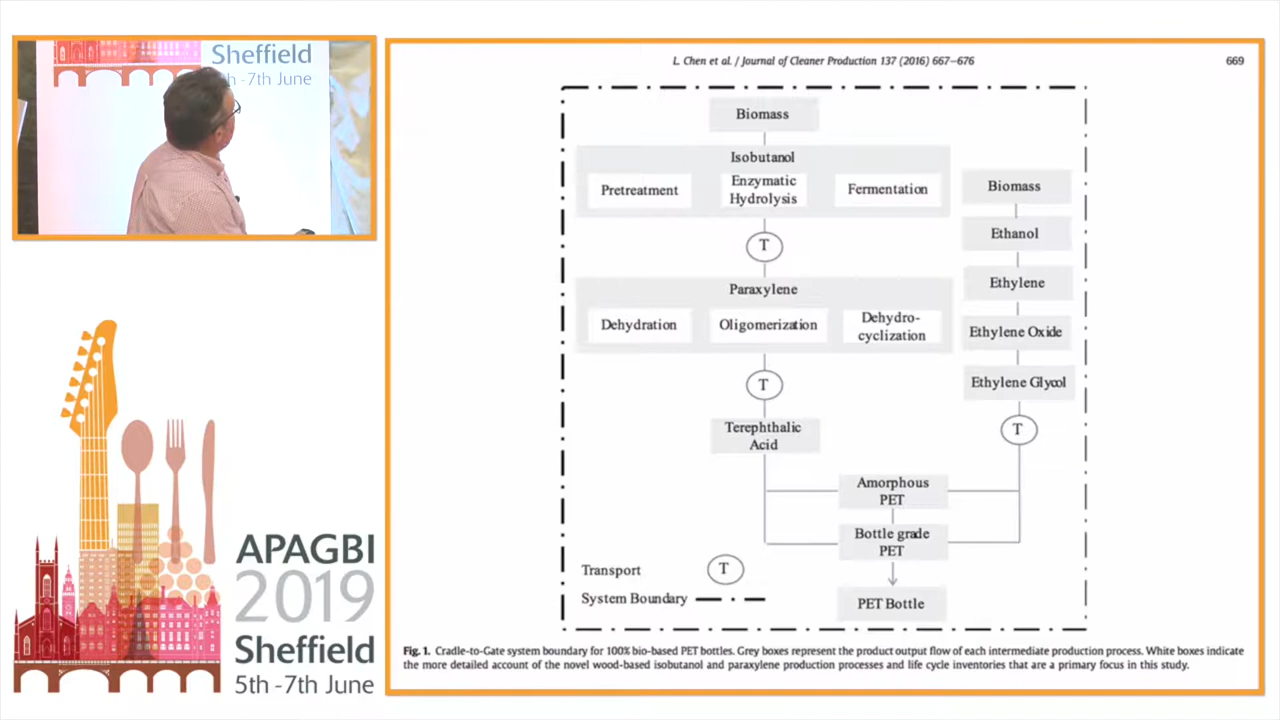 Sheffield
h -7th June
L. Chen et al. / Journal of Cleaner Production 137 (2016) 667–676
669
Biomass
Isobutanol
Pretreatment
Enzymatic
Hydrolysis
Fermentation
T
Paraxylene
Dehydration
Oligomerization
Dehydro-
cyclization
T
Terephthalic
Acid
Biomass
Ethanol
Ethylene
Ethylene Oxide
Ethylene Glycol
T
Amorphous
PET
Bottle grade
PET
PET Bottle
Transport
T
System Boundary
Fig. 1. Cradle-to-Gate system boundary for 100% bio-based PET bottles. Grey boxes represent the product output flow of each intermediate production process. White boxes indicate
the more detailed account of the novel wood-based isobutanol and paraxylene production processes and life cycle inventories that are a primary focus in this study.
APAGBI
2019
Sheffield
5th -7th June